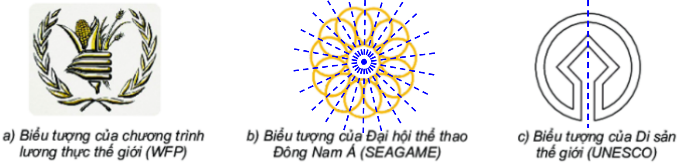 a) Biểu tượng của chương trình
lương thực thế giới (WFP)
b) Biểu tượng của Đại hội thể thao
Đông Nam Á (SEAGAME)
c) Biểu tượng của Di sản
thế giới (UNESCO)